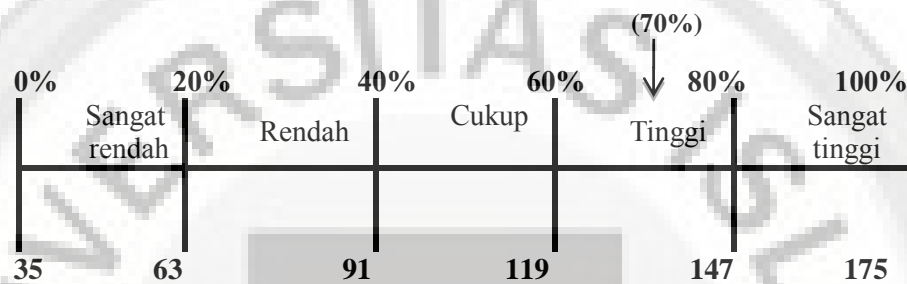 (70%)
0% 20% 40% 60% 80% 100%
Sangat rendah
Rendah
Cukup
Tinggi
Sangat tinggi
35 63 91 119 147 175